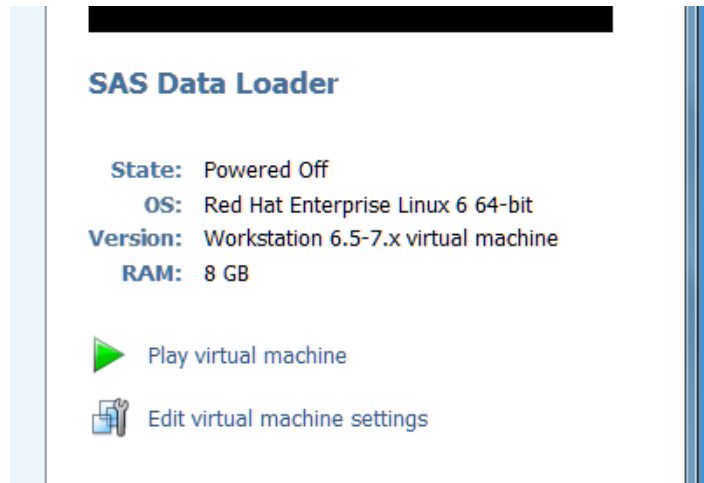 SAS Data Loader
State: Powered Off
OS: Red Hat Enterprise Linux 6 64-bit
Version: Workstation 6.5-7.x virtual machine
RAM: 8 GB
Play virtual machine
Edit virtual machine settings